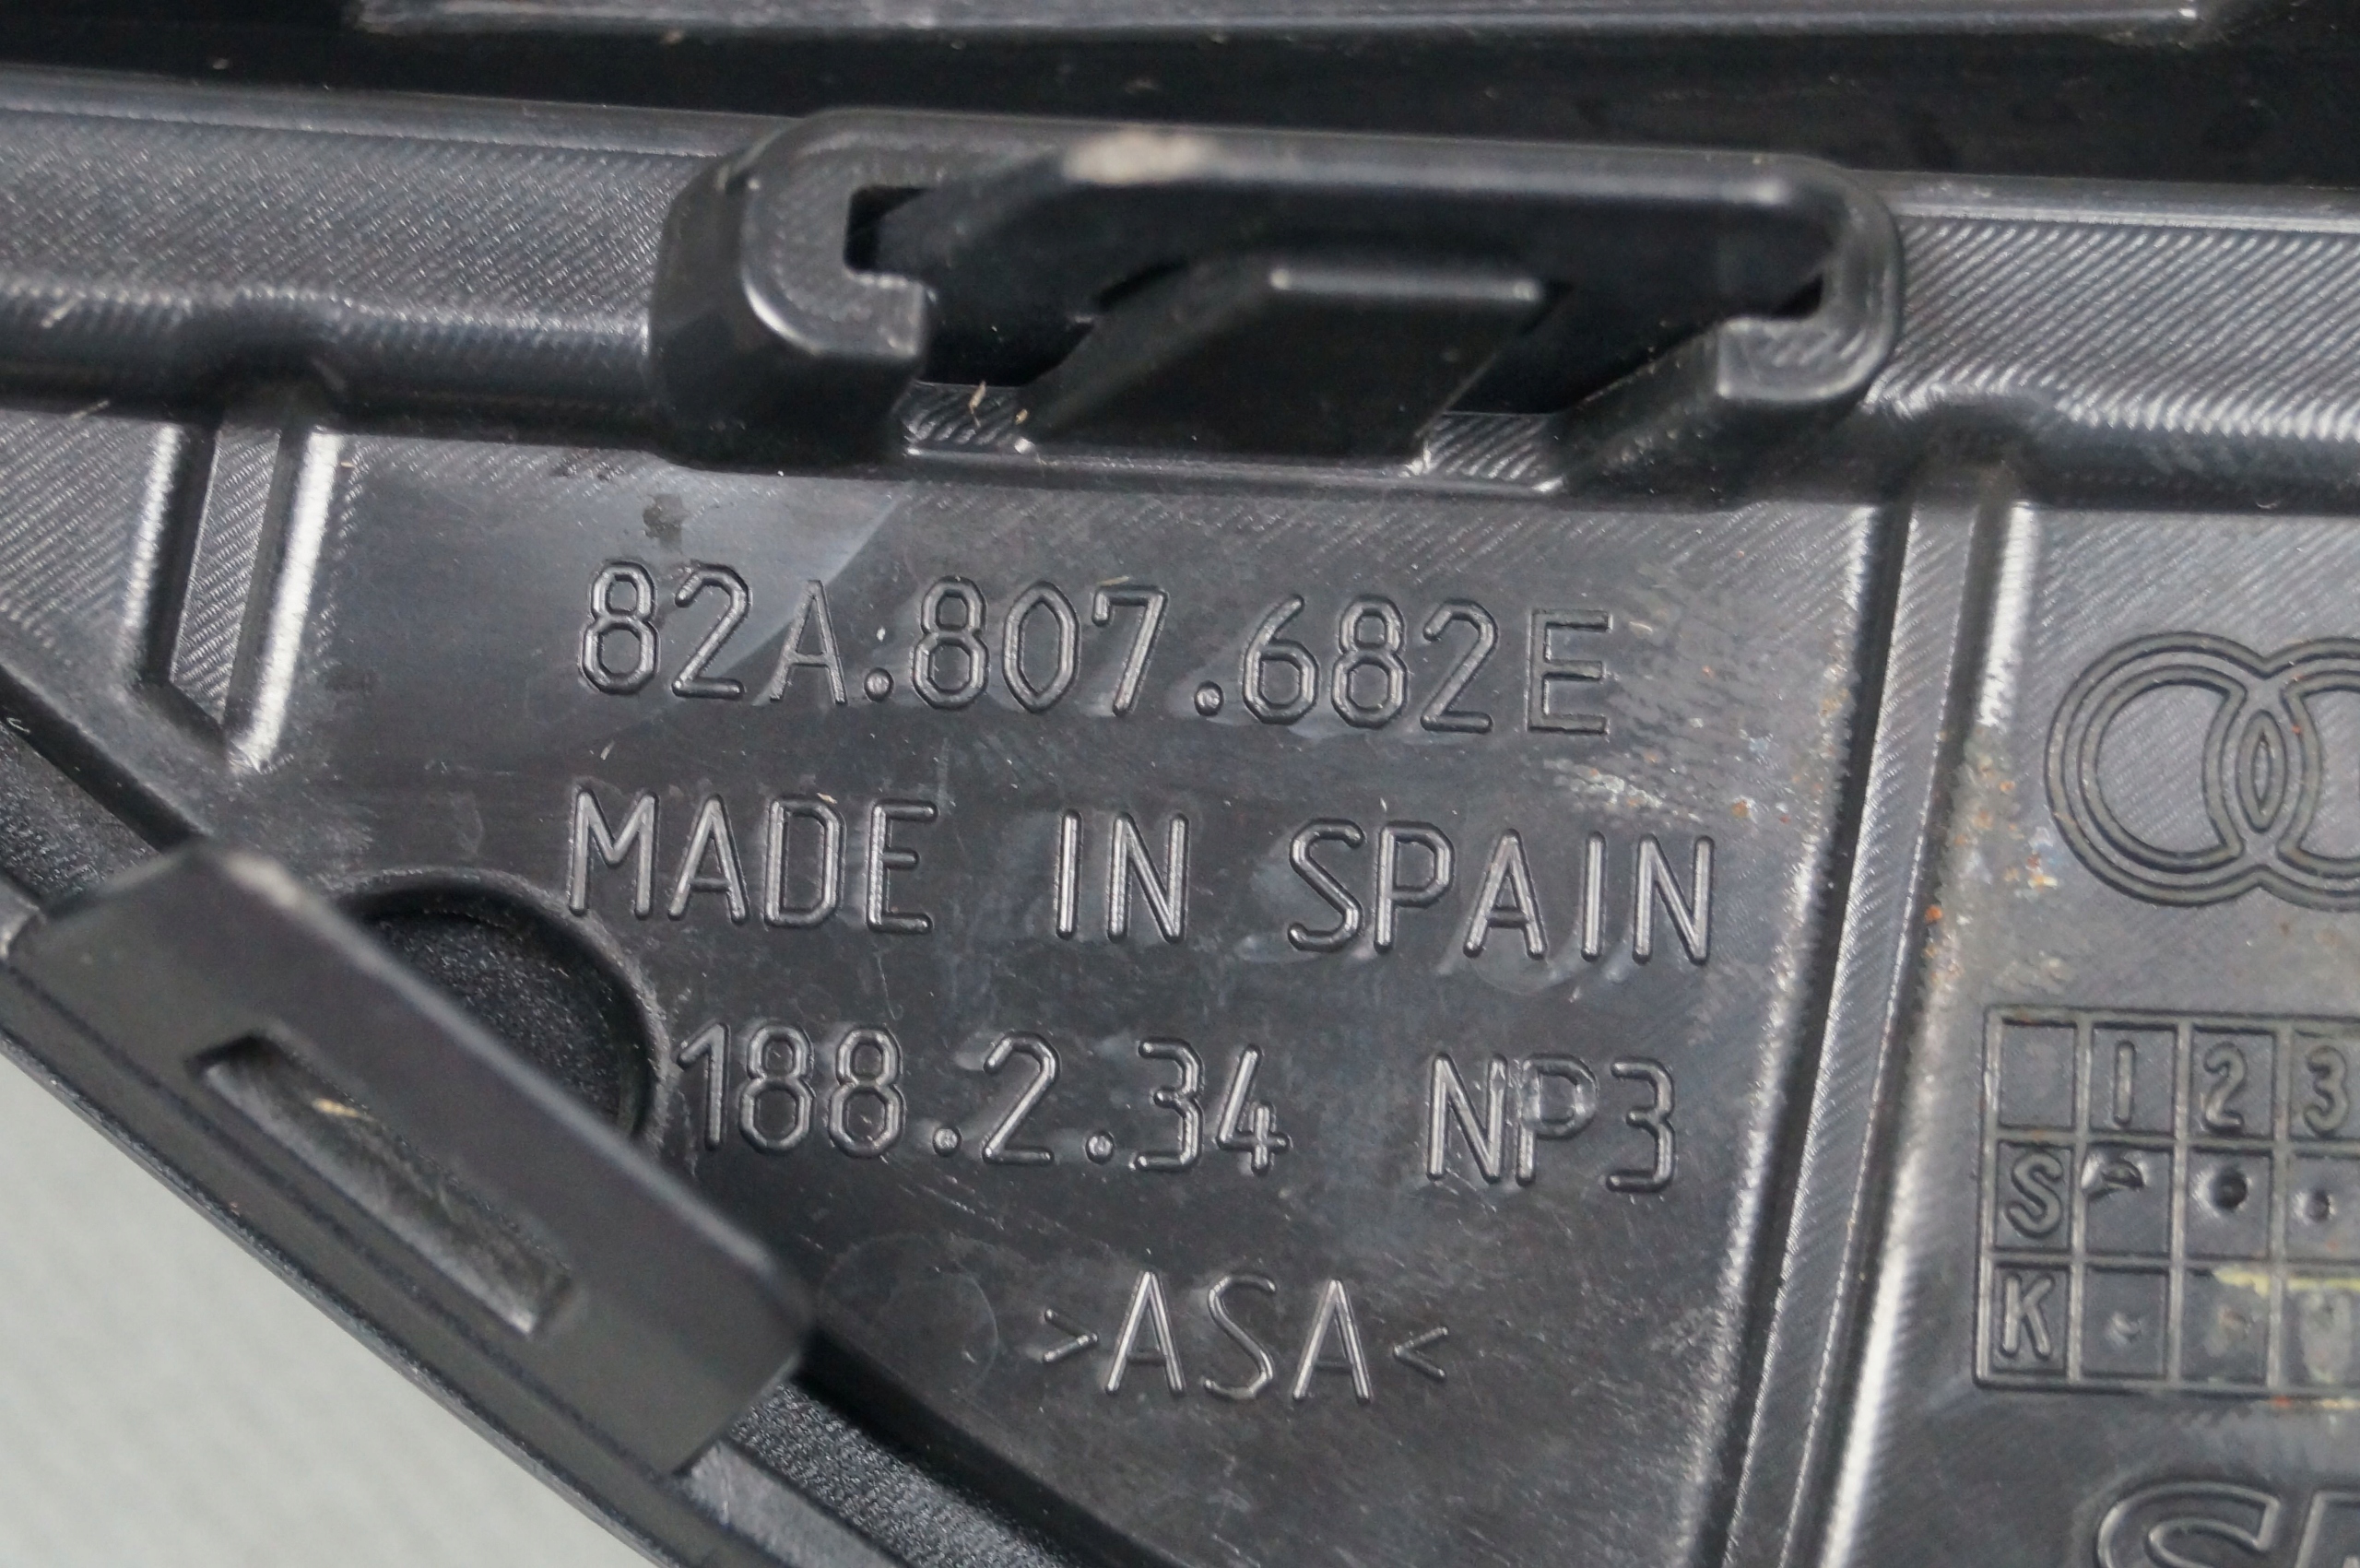 82A.807.682E
MADE IN SPAIN
188.2.34 NP3
>ASA<
1 2 3
S
K